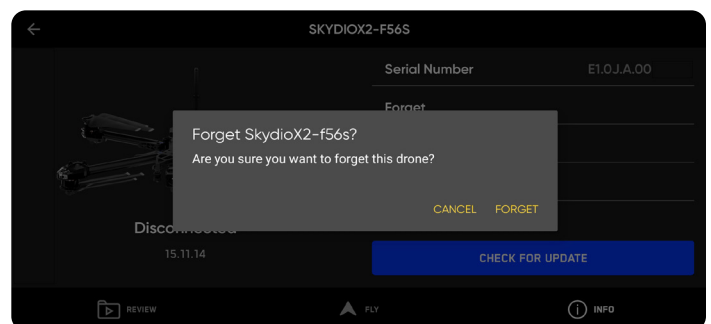 SKYDIOX2-F56S
Serial Number E1.0J.A.00
Forget
Forget SkydioX2-f56s?
Are you sure you want to forget this drone?
CANCEL FORGET
Disconnected
15.11.14
CHECK FOR UPDATE
REVIEW FLY INFO